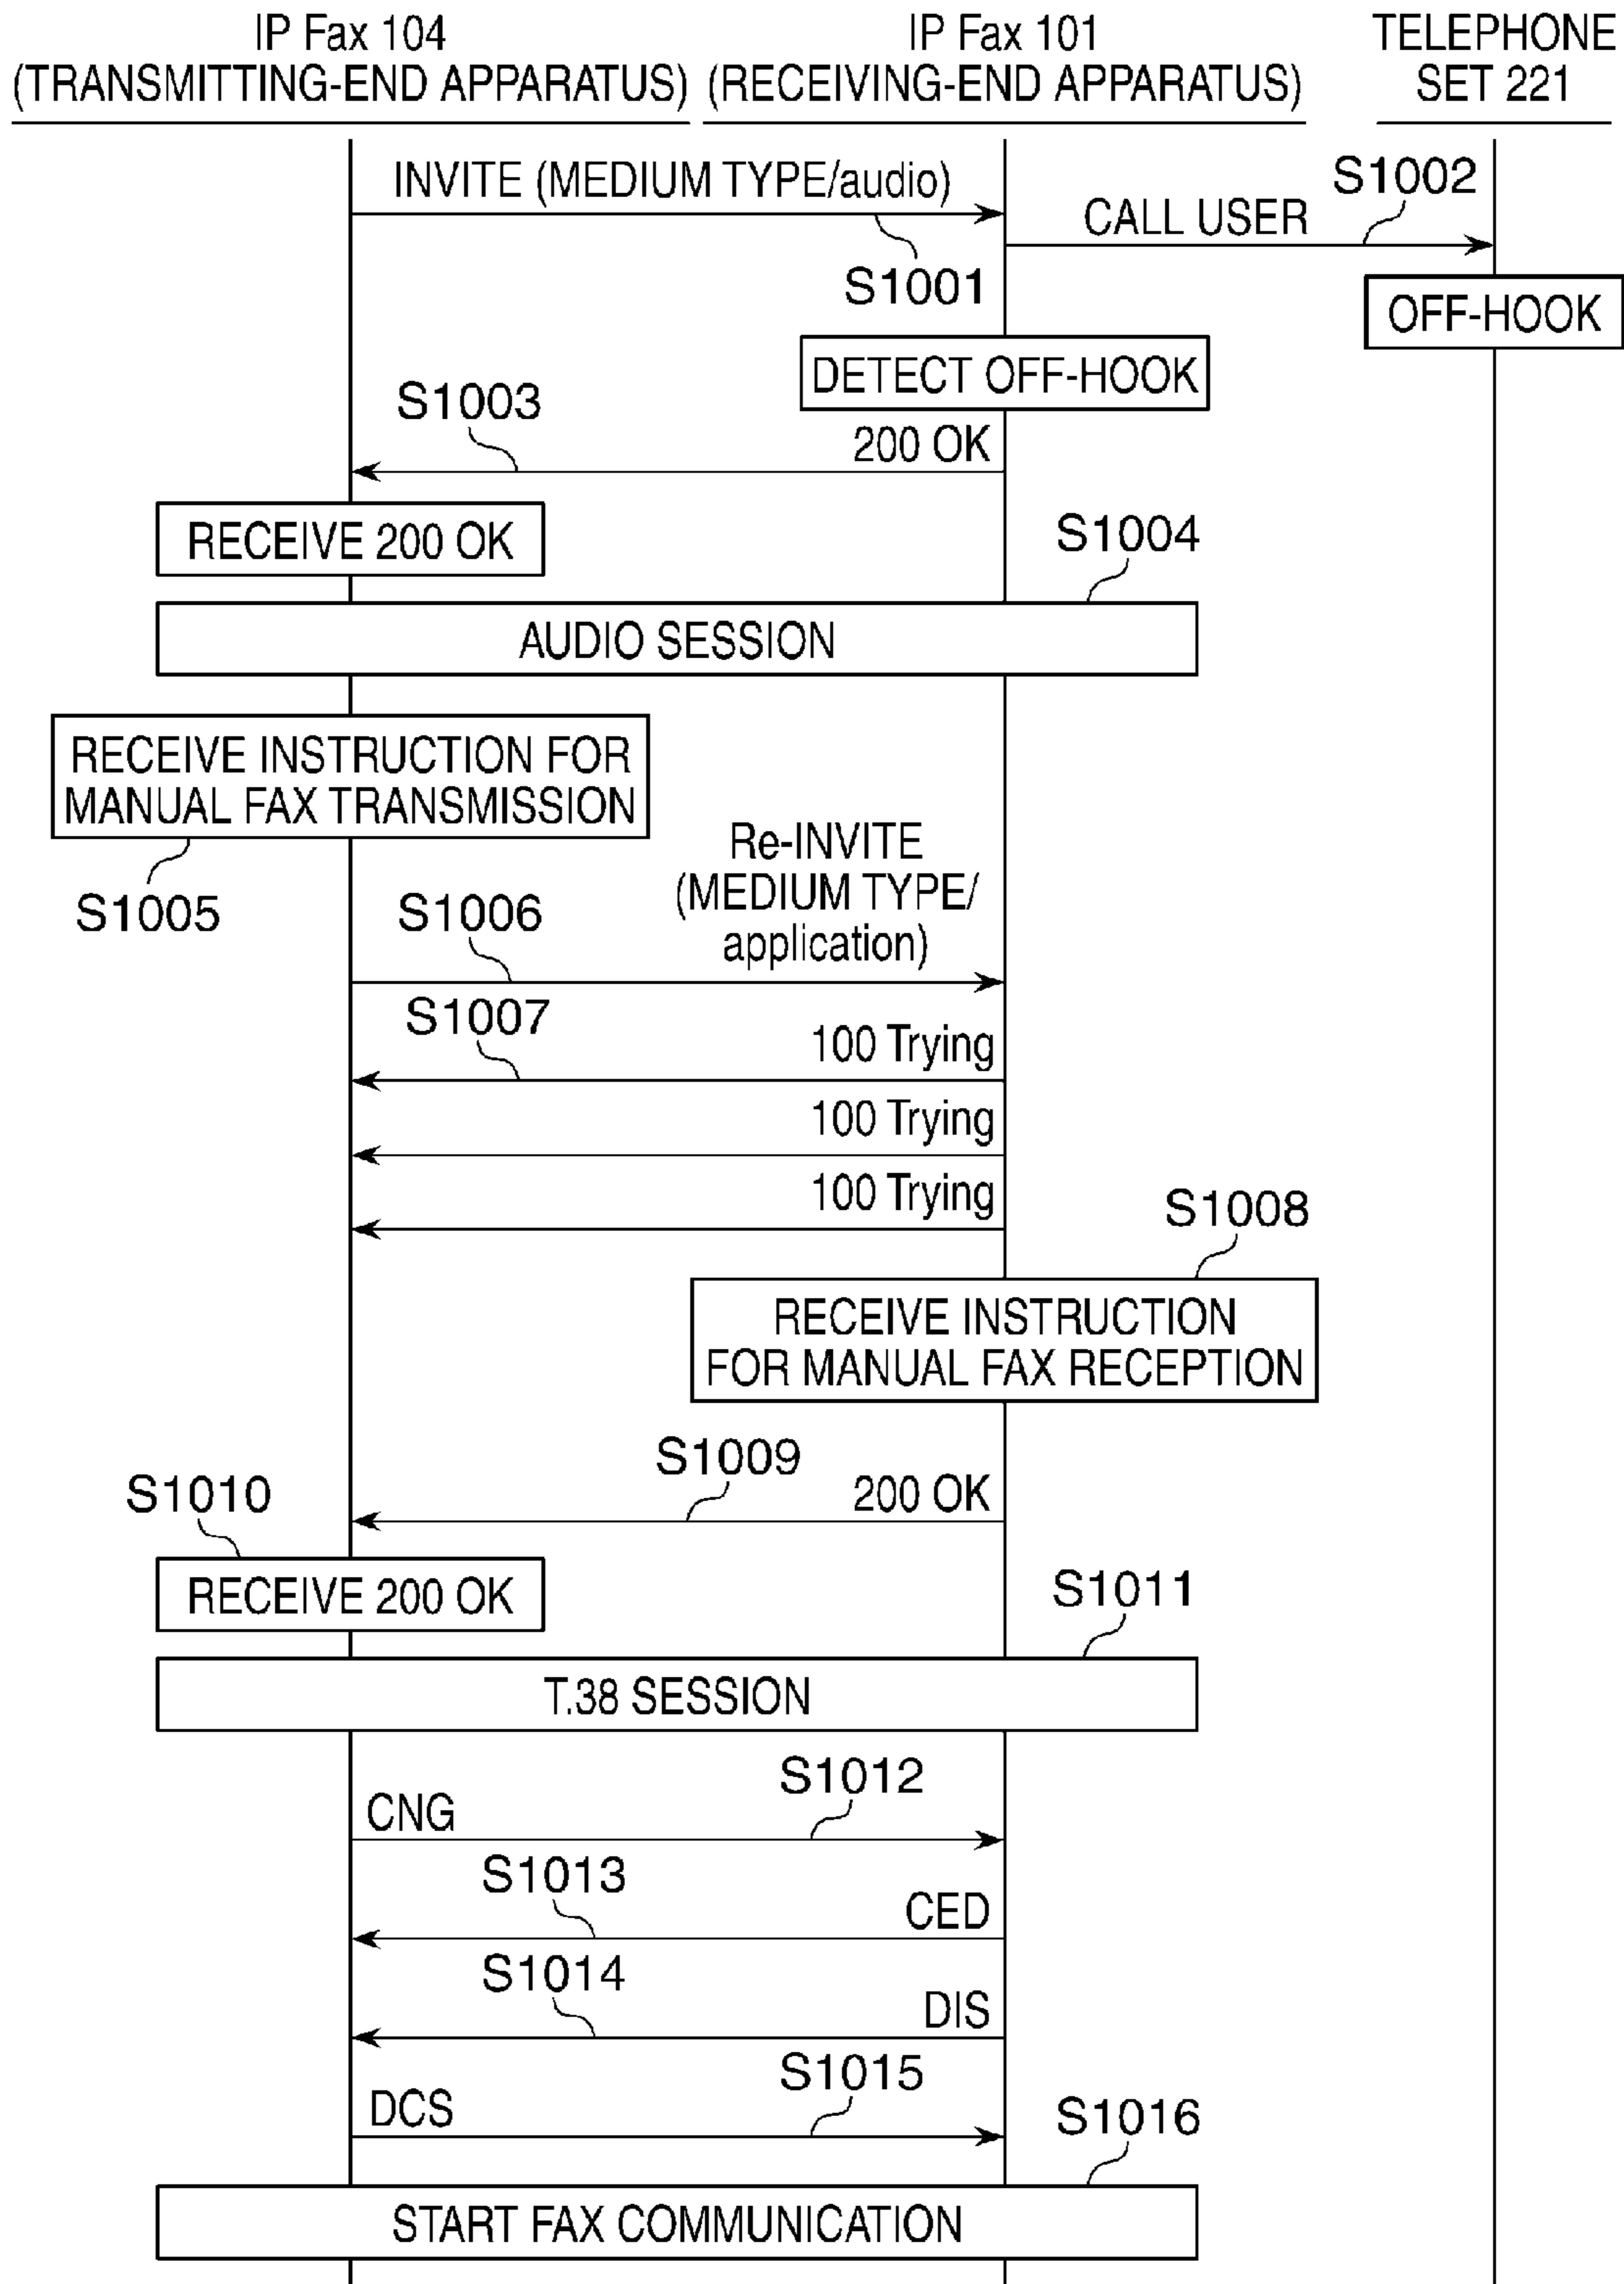 IP Fax 104
(TRANSMITTING-END APPARATUS)
IP Fax 101
(RECEIVING-END APPARATUS)
TELEPHONE
SET 221
INVITE (MEDIUM TYPE/audio)
S1001
S1002
CALL USER
OFF-HOOK
DETECT OFF-HOOK
S1003
200 OK
RECEIVE 200 OK
S1004
AUDIO SESSION
RECEIVE INSTRUCTION FOR
MANUAL FAX TRANSMISSION
S1005
S1006
Re-INVITE
(MEDIUM TYPE/
application)
S1007
100 Trying
100 Trying
100 Trying
S1008
RECEIVE INSTRUCTION
FOR MANUAL FAX RECEPTION
S1009
200 OK
S1010
RECEIVE 200 OK
S1011
T.38 SESSION
S1012
CNG
S1013
CED
S1014
DIS
S1015
DCS
S1016
START FAX COMMUNICATION